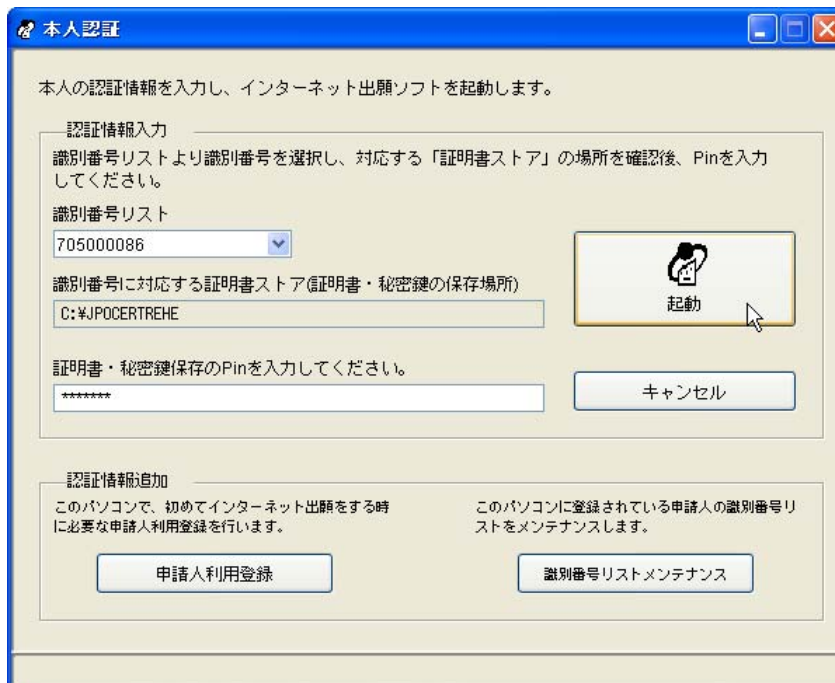 本人認証
本人の認証情報を入力し、インターネット出願ソフトを起動します。
認証情報入力
識別番号リストより識別番号を選択し、対応する「証明書ストア」の場所を確認後、Pinを入力
してください。
識別番号リスト
705000086
識別番号に対応する証明書ストア(証明書・秘密鍵の保存場所)
C:¥JPOCERTREHE
起動
証明書・秘密鍵保存のPinを入力してください。
*******
キャンセル
認証情報追加
このパソコンで、初めてインターネット出願をする時
に必要な申請人利用登録を行います。
申請人利用登録
このパソコンに登録されている申請人の識別番号リ
ストをメンテナンスします。
識別番号リストメンテナンス